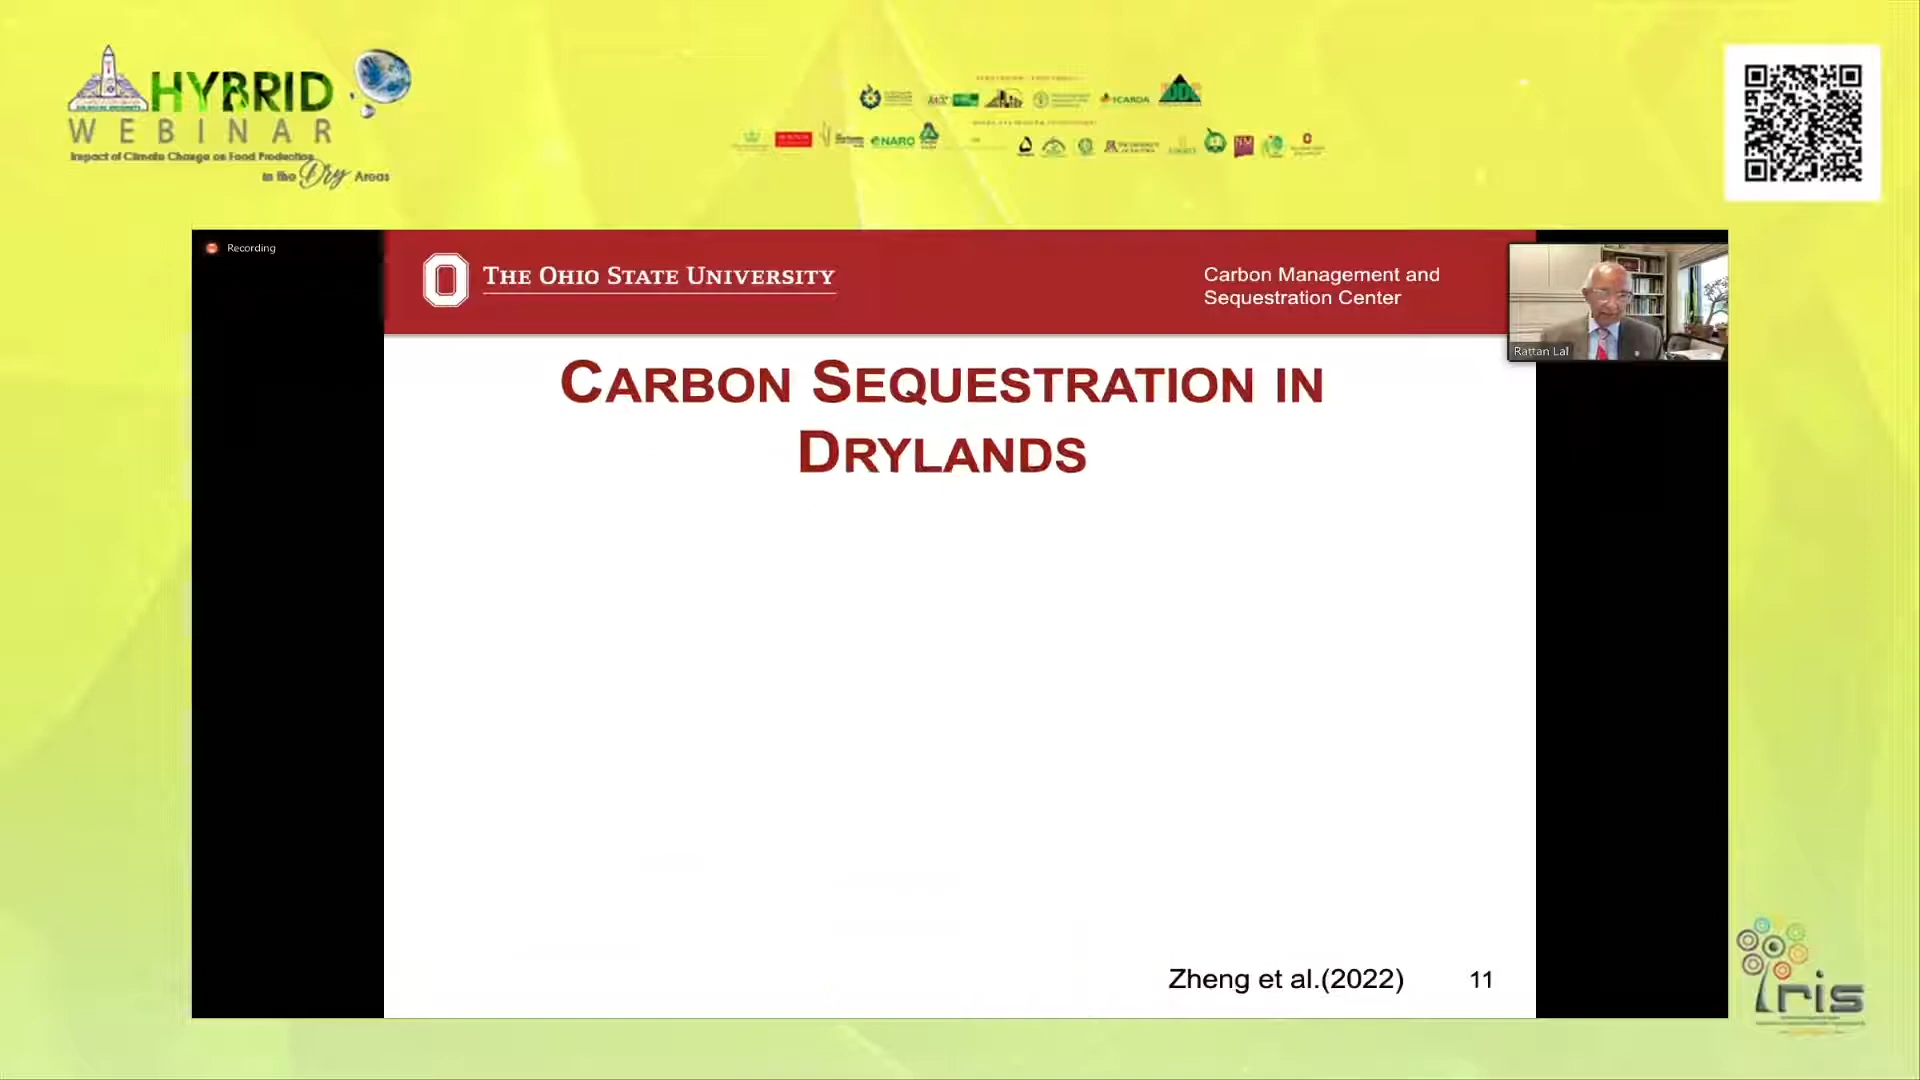 HYBRID
WEBINAR
Impact of Climate Change on Food Production
in the Dry Areas
ICARDA
NARC
Recording
THE OHIO STATE UNIVERSITY
Carbon Management and
Sequestration Center
Rattan Lal
CARBON SEQUESTRATION IN
DRYLANDS
Zheng et al.(2022)
11
iris